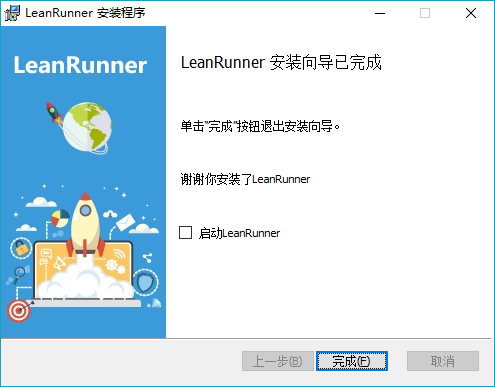 LeanRunner 安装程序
LeanRunner
LeanRunner 安装向导已完成
单击"完成"按钮退出安装向导。
谢谢你安装了LeanRunner
启动LeanRunner
上一步(B)
完成(F)
取消